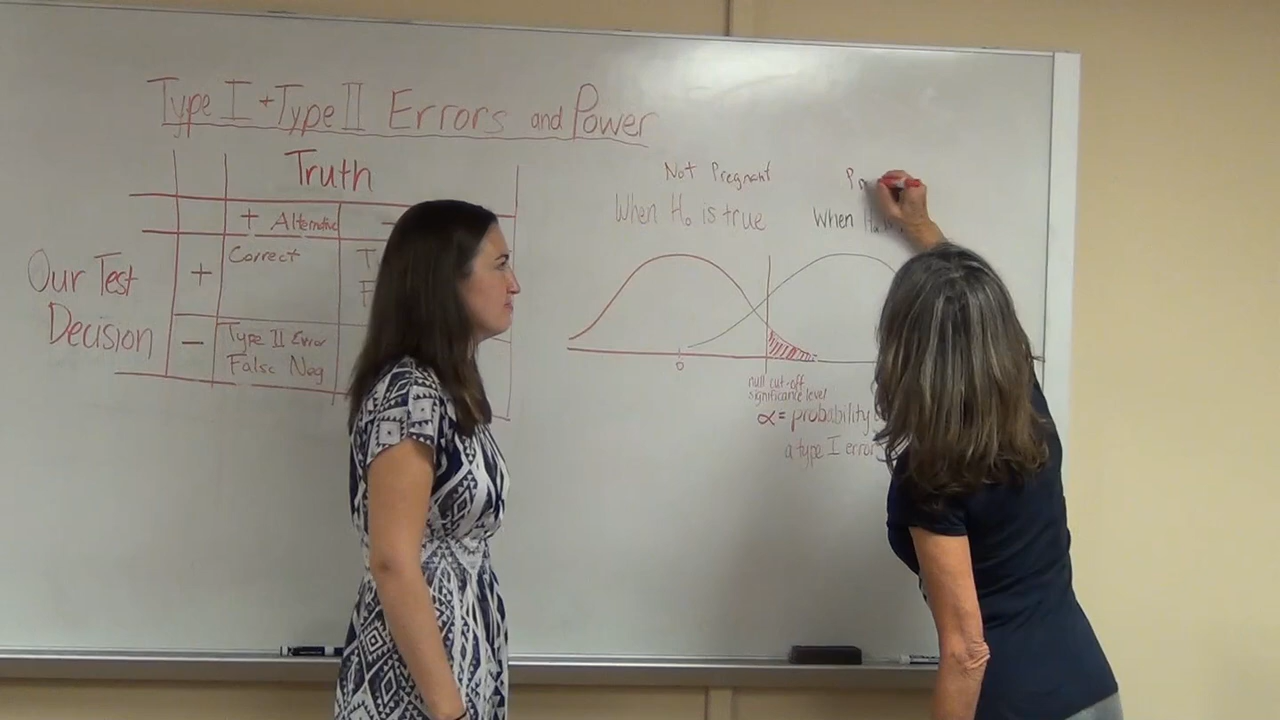 Type I + Type II Errors and Power
Truth
+ Alternative -
Our Test Decision
+ Correct
- Type II Error
False Neg
Not Pregnant
When H₀ is true
When
0
null cut-off
significance level
α = probability
a type I error